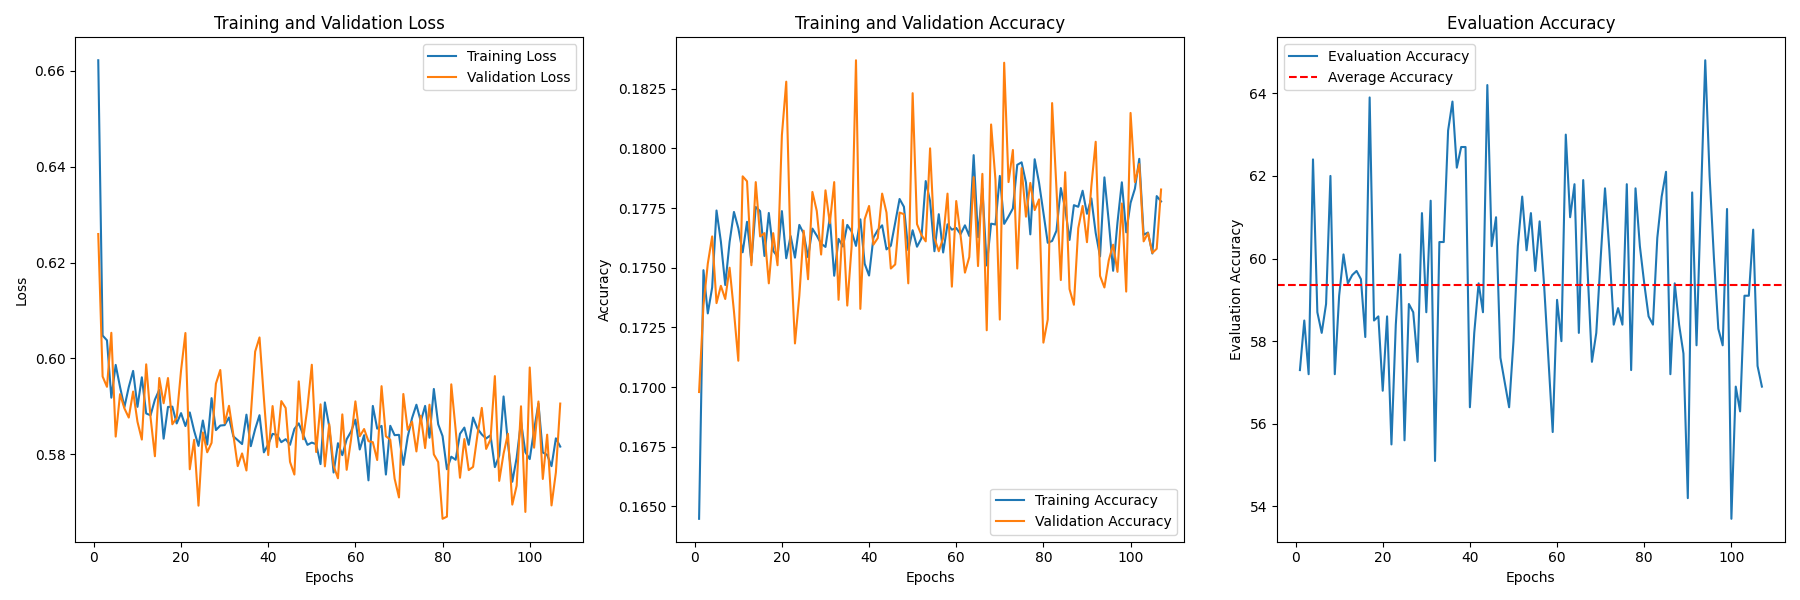 Training and Validation Loss
Training Loss
Validation Loss
0.66
0.64
0.62
0.60
0.58
Loss
0
20
40
60
80
100
Epochs
Training and Validation Accuracy
0.1825
0.1800
0.1775
0.1750
0.1725
0.1700
0.1675
0.1650
Accuracy
Training Accuracy
Validation Accuracy
0
20
40
60
80
100
Epochs
Evaluation Accuracy
Evaluation Accuracy
Average Accuracy
64
62
60
58
56
54
Evaluation Accuracy
0
20
40
60
80
100
Epochs